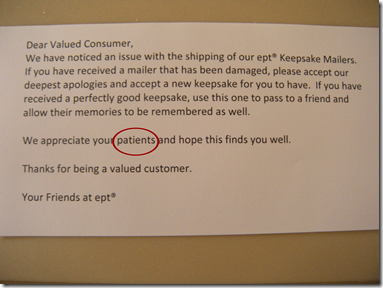 Dear Valued Consumer,
We have noticed an issue with the shipping of our ept® Keepsake Mailers.
If you have received a mailer that has been damaged, please accept our
deepest apologies and accept a new keepsake for you to have.  If you have
received a perfectly good keepsake, use this one to pass to a friend and
allow their memories to be remembered as well.
We appreciate your patients and hope this finds you well.
Thanks for being a valued customer.
Your Friends at ept®